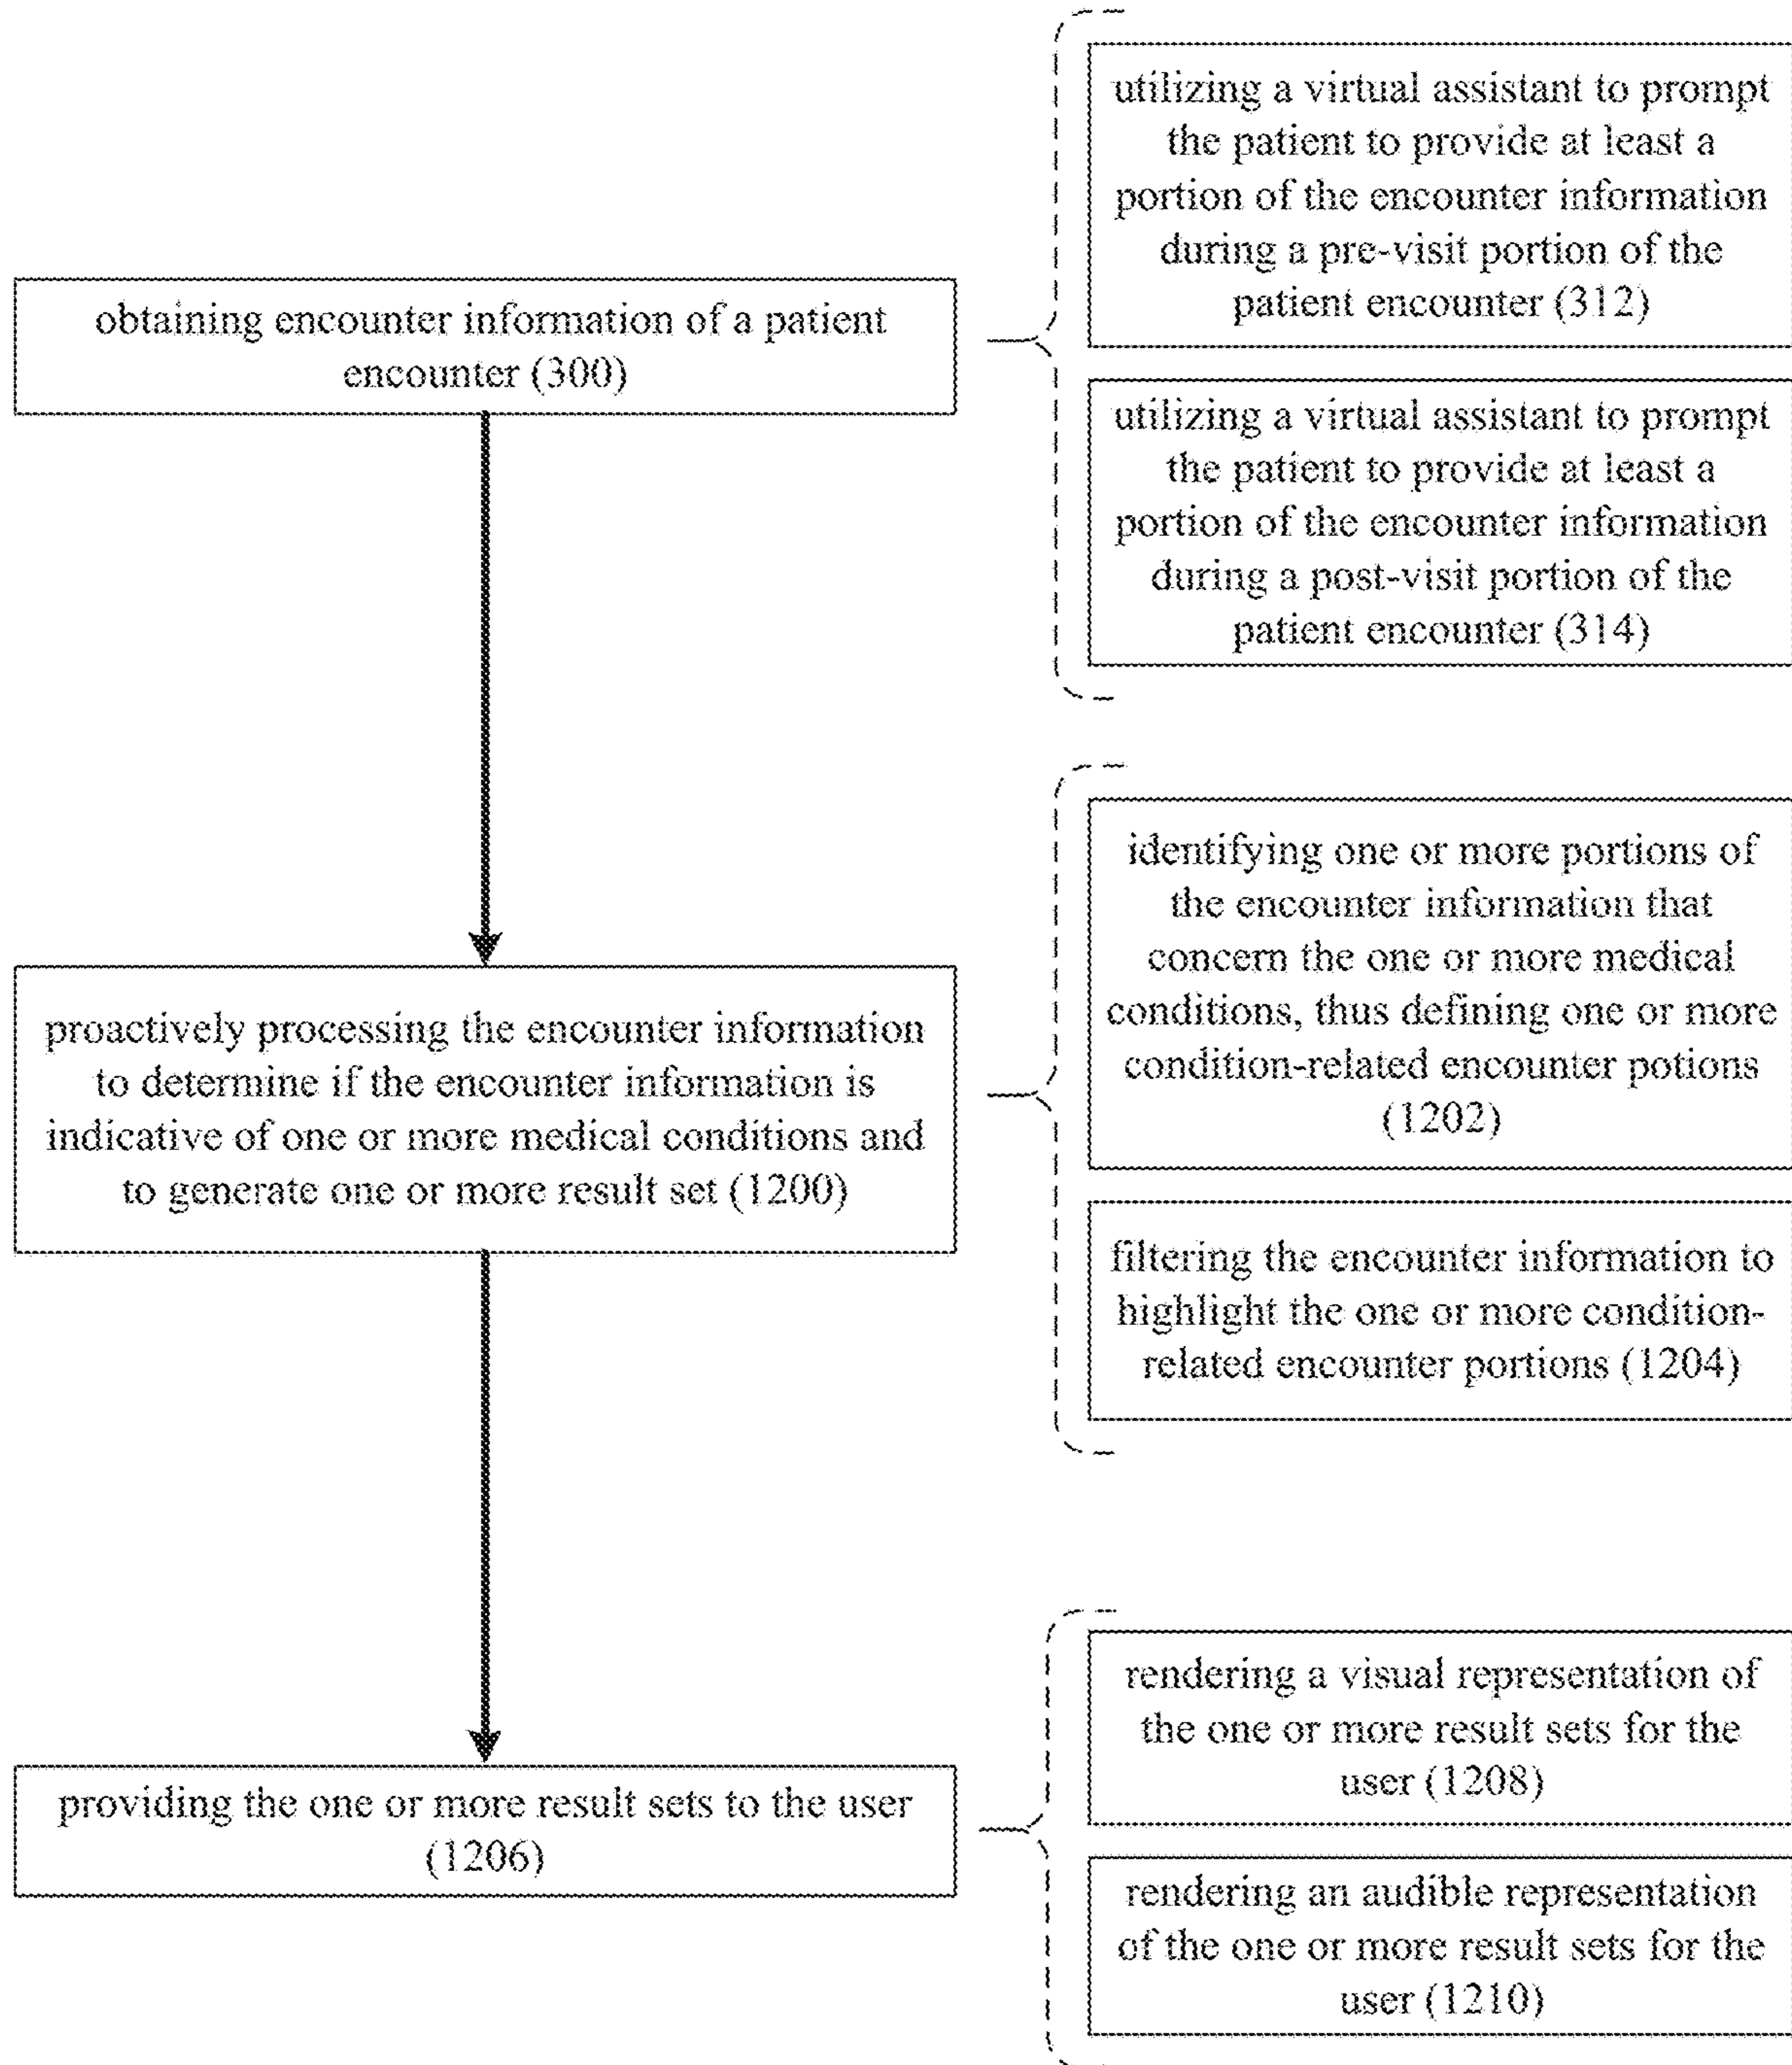 obtaining encounter information of a patient
encounter (300)
utilizing a virtual assistant to prompt
the patient to provide at least a
portion of the encounter information
during a pre-visit portion of the
patient encounter (312)
utilizing a virtual assistant to prompt
the patient to provide at least a
portion of the encounter information
during a post-visit portion of the
patient encounter (314)
proactively processing the encounter information
to determine if the encounter information is
indicative of one or more medical conditions and
to generate one or more result set (1200)
identifying one or more portions of
the encounter information that
concern the one or more medical
conditions, thus defining one or more
condition-related encounter potions
(1202)
filtering the encounter information to
highlight the one or more condition-
related encounter portions (1204)
providing the one or more result sets to the user
(1206)
rendering a visual representation of
the one or more result sets for the
user (1208)
rendering an audible representation
of the one or more result sets for the
user (1210)